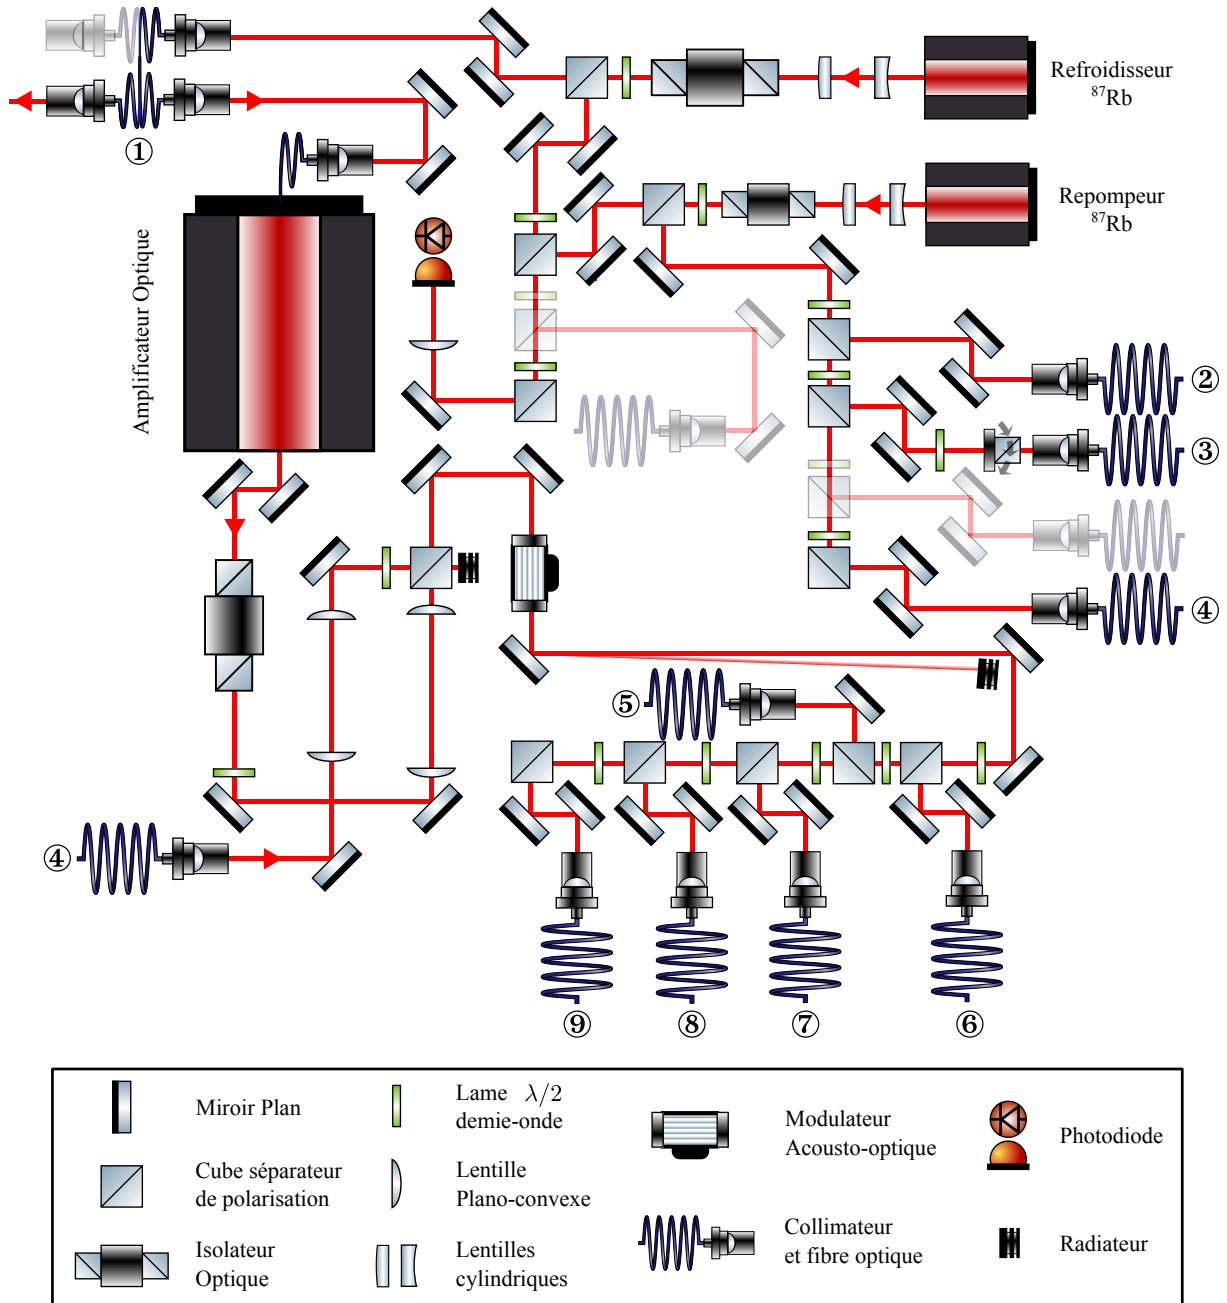 Refroidisseur
⁸⁷Rb
①
Repompeur
⁸⁷Rb
Amplificateur Optique
②
③
④
⑤
④
⑨
⑧
⑦
⑥
Miroir Plan
Lame λ/2
demie-onde
Modulateur
Acousto-optique
Photodiode
Cube séparateur
de polarisation
Lentille
Plano-convexe
Collimateur
et fibre optique
Radiateur
Isolateur
Optique
Lentilles
cylindriques